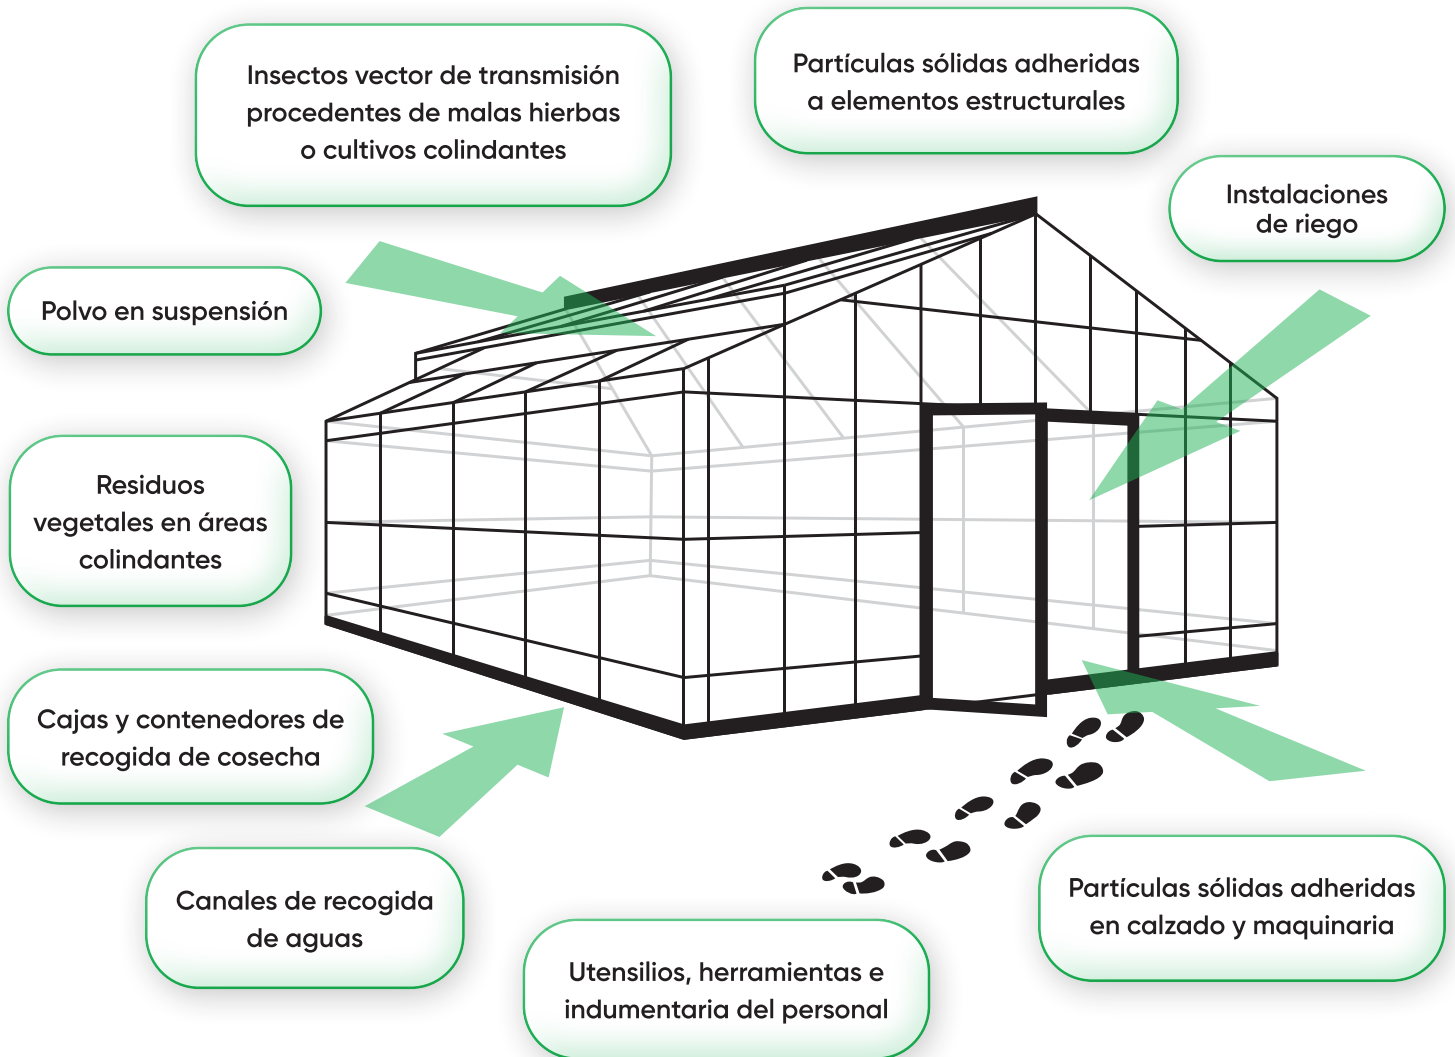 Insectos vector de transmisión
procedentes de malas hierbas
o cultivos colindantes
Partículas sólidas adheridas
a elementos estructurales
Instalaciones
de riego
Polvo en suspensión
Residuos
vegetales en áreas
colindantes
Cajas y contenedores de
recogida de cosecha
Canales de recogida
de aguas
Utensilios, herramientas e
indumentaria del personal
Partículas sólidas adheridas
en calzado y maquinaria